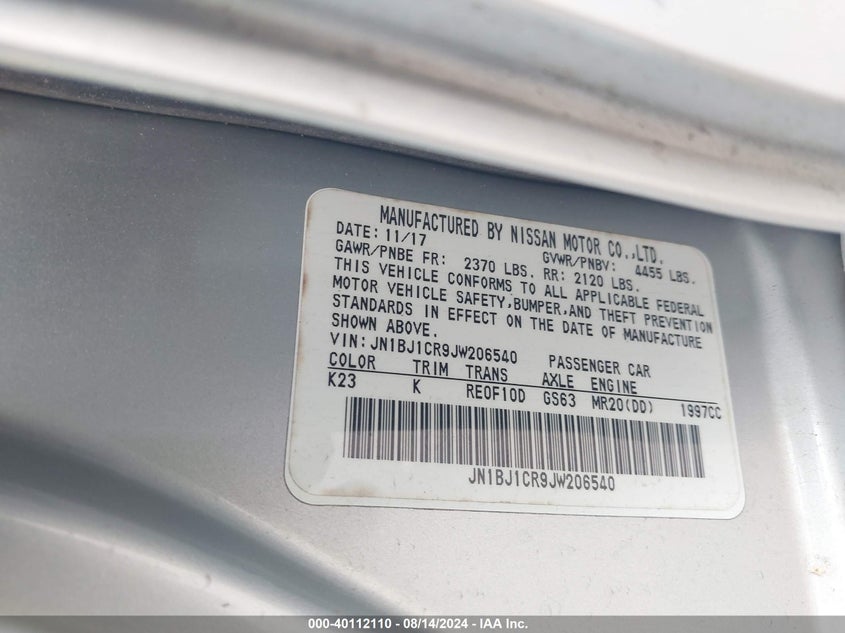 MANUFACTURED BY NISSAN MOTOR CO.,LTD.
DATE: 11/17 GVWR/PNBV: 4455 LBS.
GAWR/PNBE FR: 2370 LBS. RR: 2120 LBS.
THIS VEHICLE CONFORMS TO ALL APPLICABLE FEDERAL
MOTOR VEHICLE SAFETY,BUMPER,AND THEFT PREVENTION
STANDARDS IN EFFECT ON THE DATE OF MANUFACTURE
SHOWN ABOVE.
VIN: JN1BJ1CR9JW206540 PASSENGER CAR
COLOR TRIM TRANS AXLE ENGINE
K23 K RE0F10D GS63 MR20(DD) 1997CC
JN1BJ1CR9JW206540
000-40112110 - 08/14/2024 - IAA Inc.